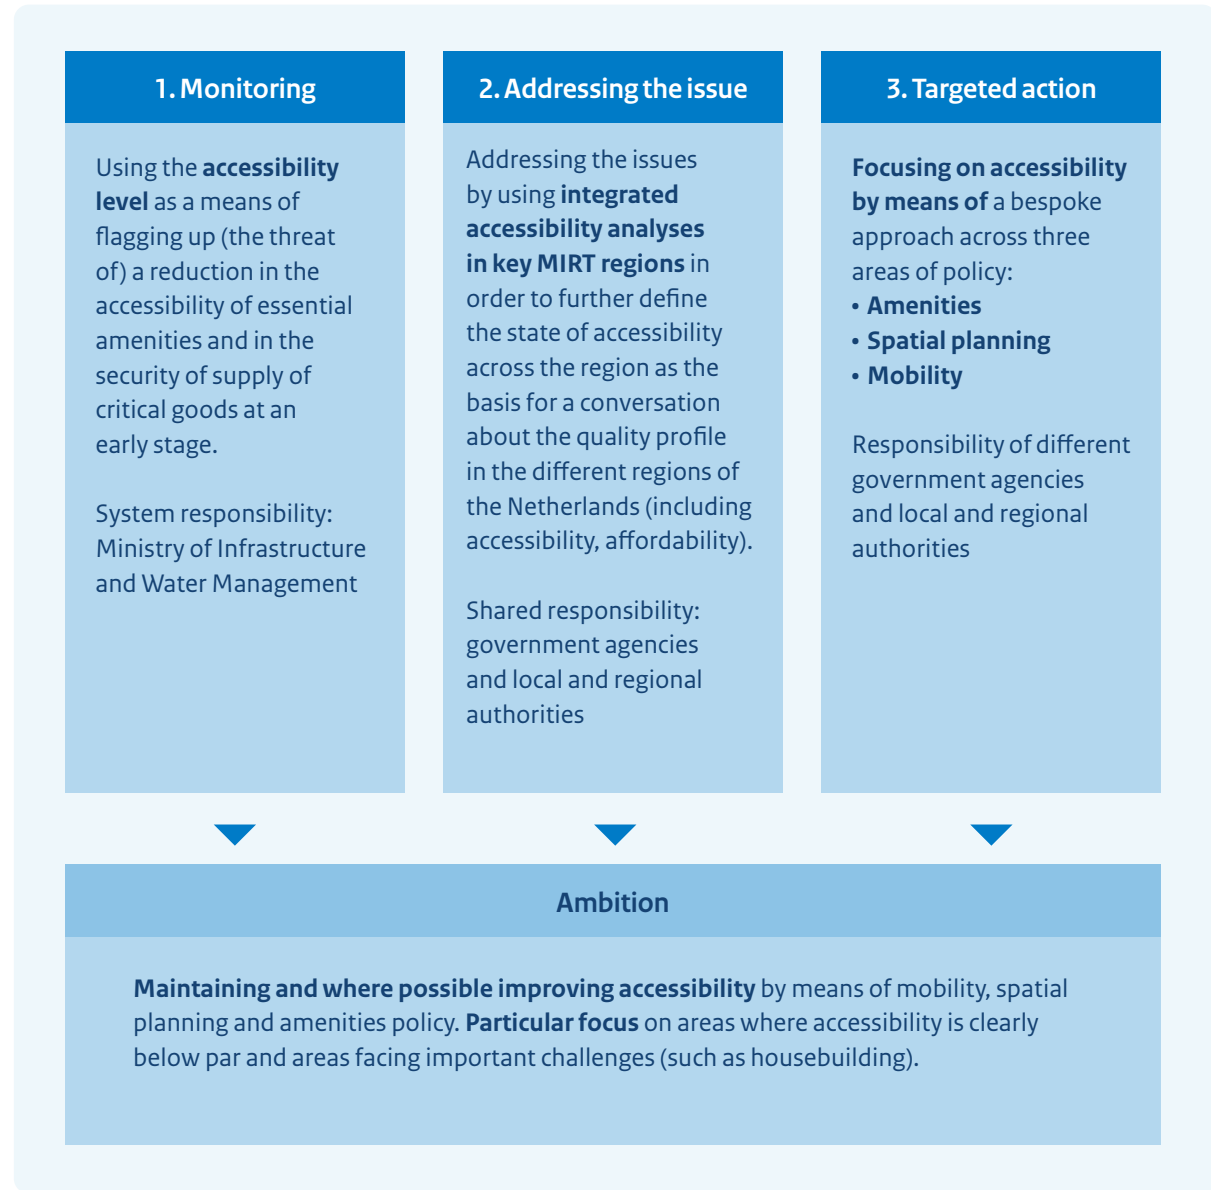 1. Monitoring
Using the accessibility
level as a means of
flagging up (the threat
of) a reduction in the
accessibility of essential
amenities and in the
security of supply of
critical goods at an
early stage.
System responsibility:
Ministry of Infrastructure
and Water Management
2. Addressing the issue
Addressing the issues
by using integrated
accessibility analyses
in key MIRT regions in
order to further define
the state of accessibility
across the region as the
basis for a conversation
about the quality profile
in the different regions of
the Netherlands (including
accessibility, affordability).
Shared responsibility:
government agencies
and local and regional
authorities
3. Targeted action
Focusing on accessibility
by means of a bespoke
approach across three
areas of policy:
• Amenities
• Spatial planning
• Mobility
Responsibility of different
government agencies
and local and regional
authorities
Ambition
Maintaining and where possible improving accessibility by means of mobility, spatial
planning and amenities policy. Particular focus on areas where accessibility is clearly
below par and areas facing important challenges (such as housebuilding).